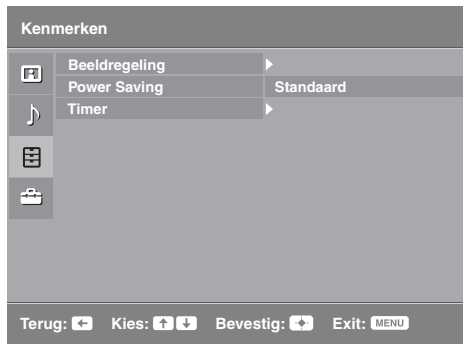 Kenmerken
Beeldregeling
Power Saving Standaard
Timer
Terug: Kies: Bevestig: Exit: MENU